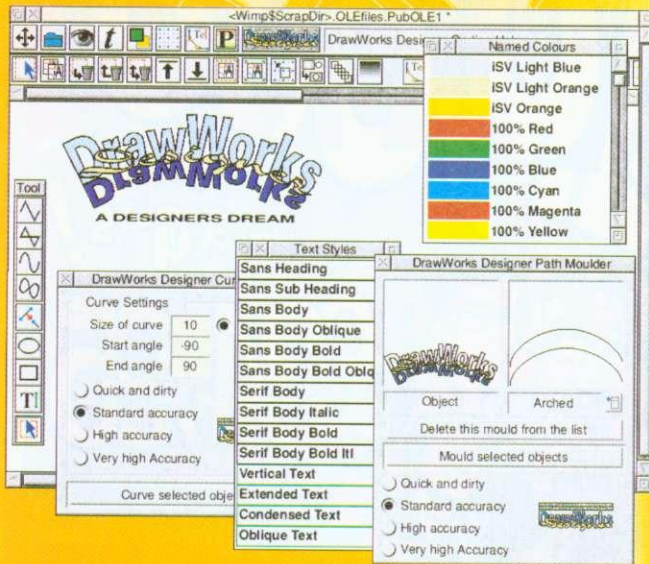 <Wimp$ScrapDir>.OLEfiles.PubOLE1 *
DrawWorks
Named Colours
iSV Light Blue
iSV Light Orange
iSV Orange
100% Red
100% Green
100% Blue
100% Cyan
100% Magenta
100% Yellow
DrawWorks
DrawWorks
A DESIGNERS DREAM
Tool
Text Styles
Sans Heading
Sans Sub Heading
Sans Body
Sans Body Oblique
Sans Body Bold
Sans Body Bold Oblq
Serif Body
Serif Body Italic
Serif Body Bold
Serif Body Bold Itl
Vertical Text
Extended Text
Condensed Text
Oblique Text
DrawWorks Designer Cur
Curve Settings
Size of curve 10
Start angle -90
End angle 90
Quick and dirty
Standard accuracy
High accuracy
Very high Accuracy
Curve selected obje
DrawWorks Designer Path Moulder
DrawWorks
Object
Arched
Delete this mould from the list
Mould selected objects
Quick and dirty
Standard accuracy
High accuracy
Very high Accuracy
DrawWorks